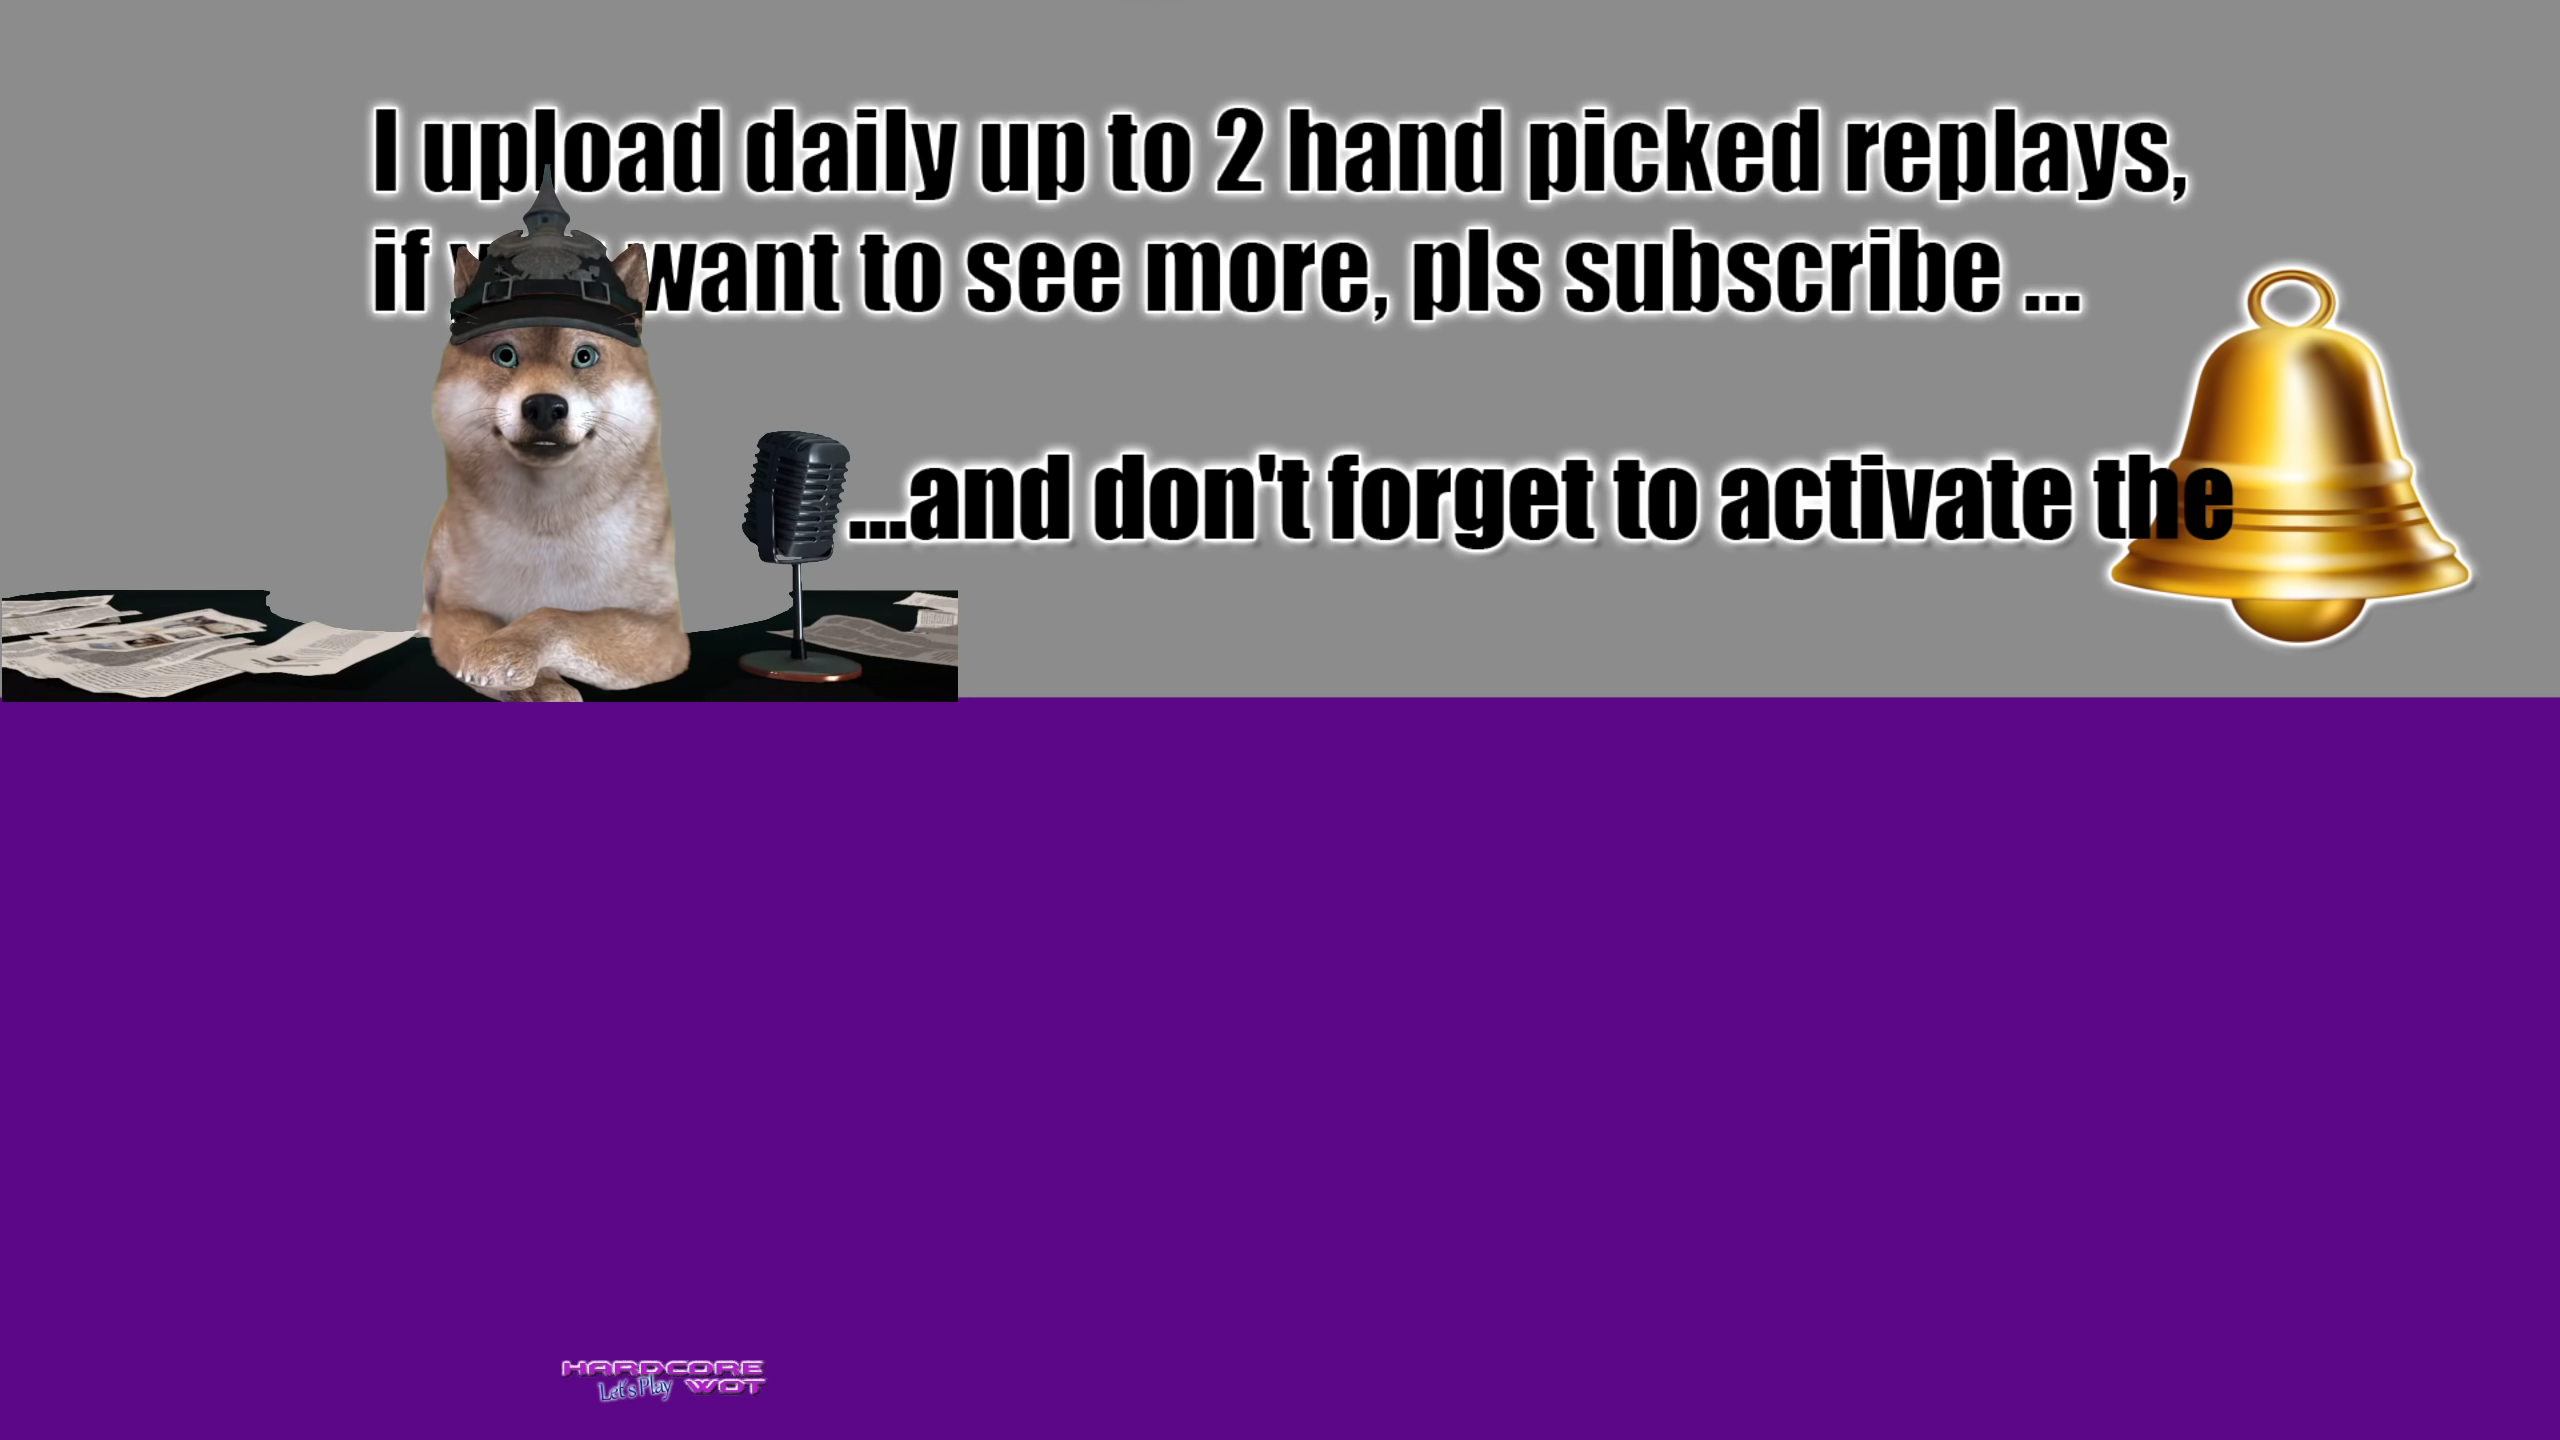 I upload daily up to 2 hand picked replays,
if want to see more, pls subscribe ...
...and don't forget to activate the
HARDCORE
Let's Play WOT